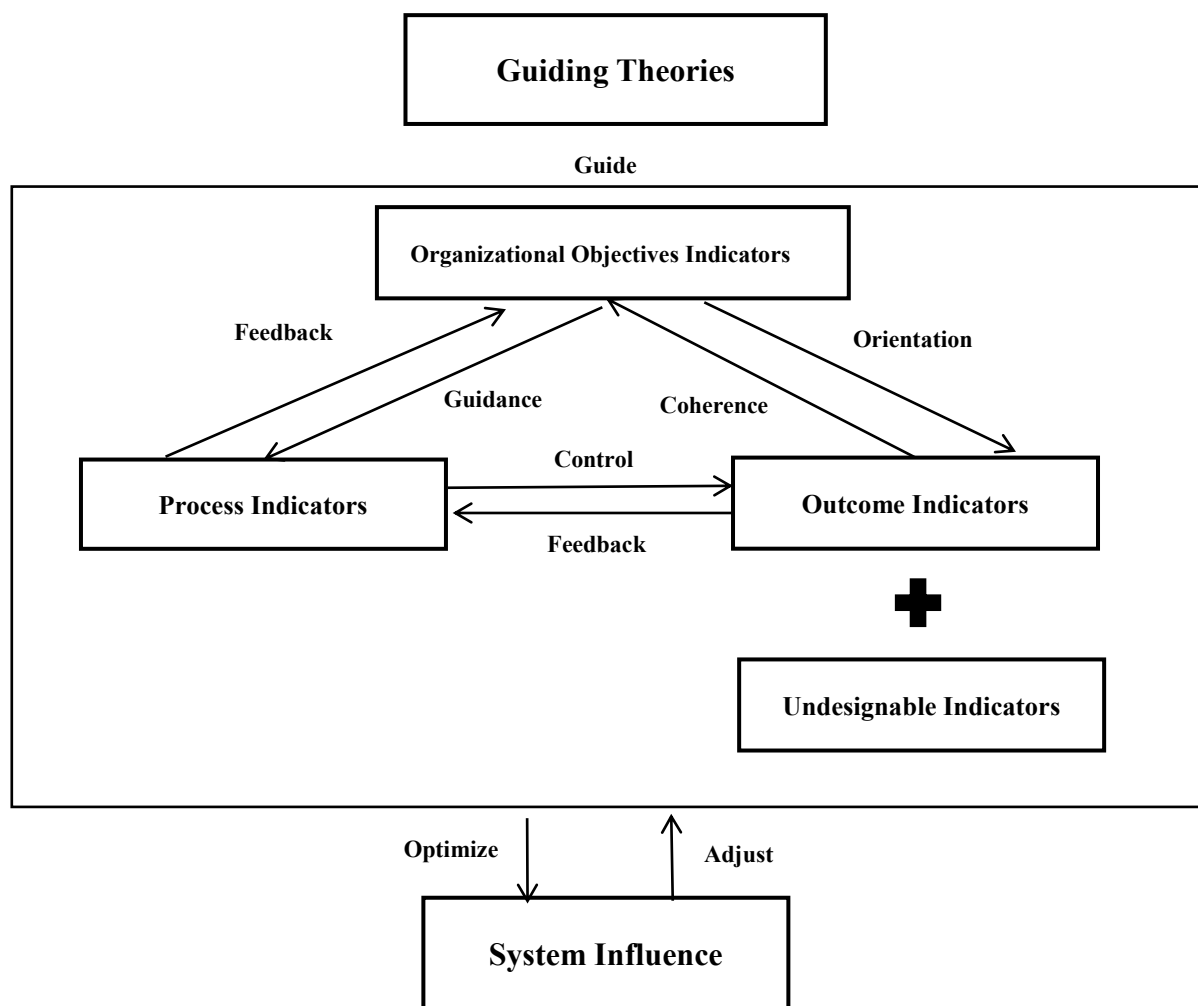 Guiding Theories
Guide
Organizational Objectives Indicators
Feedback
Orientation
Guidance
Coherence
Control
Process Indicators
Outcome Indicators
Feedback
Undesignable Indicators
Optimize
Adjust
System Influence